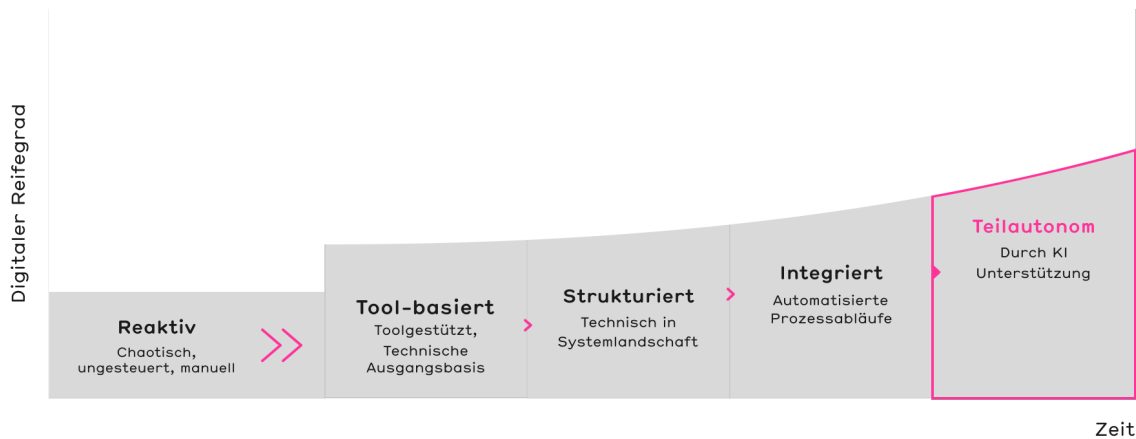 Digitaler Reifegrad
Reaktiv
Chaotisch,
ungesteuert, manuell
Tool-basiert
Toolgestützt,
Technische
Ausgangsbasis
Strukturiert
Technisch in
Systemlandschaft
Integriert
Automatisierte
Prozessabläufe
Teilautonom
Durch KI
Unterstützung
Zeit